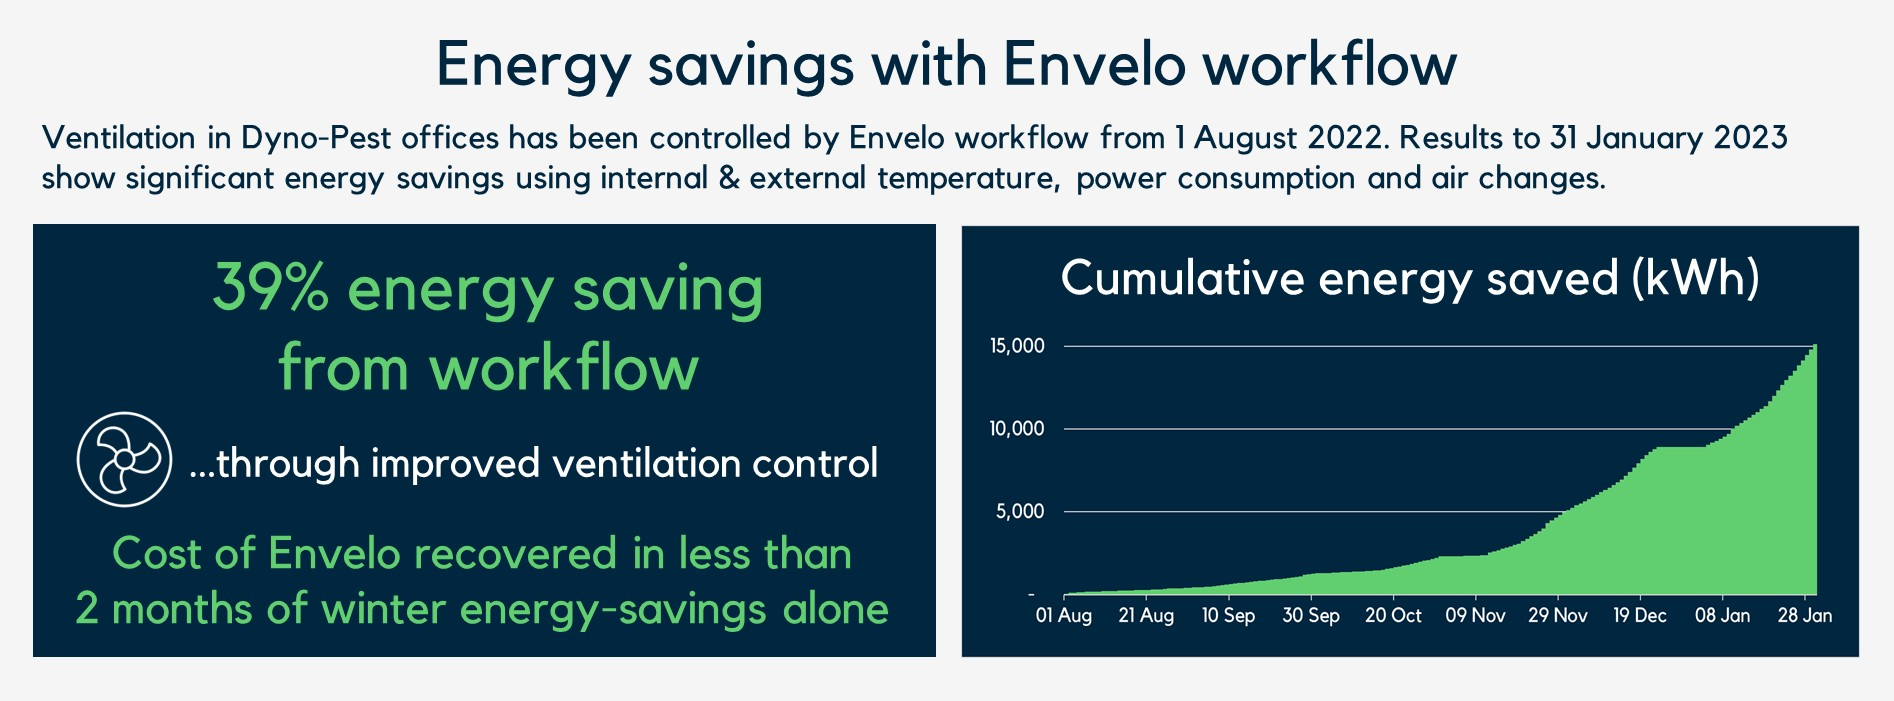 Energy savings with Envelo workflow
Ventilation in Dyno-Pest offices has been controlled by Envelo workflow from 1 August 2022. Results to 31 January 2023
show significant energy savings using internal & external temperature, power consumption and air changes.
39% energy saving
from workflow
...through improved ventilation control
Cost of Envelo recovered in less than
2 months of winter energy-savings alone
Cumulative energy saved (kWh)
15,000
10,000
5,000
-
01 Aug 21 Aug 10 Sep 30 Sep 20 Oct 09 Nov 29 Nov 19 Dec 08 Jan 28 Jan